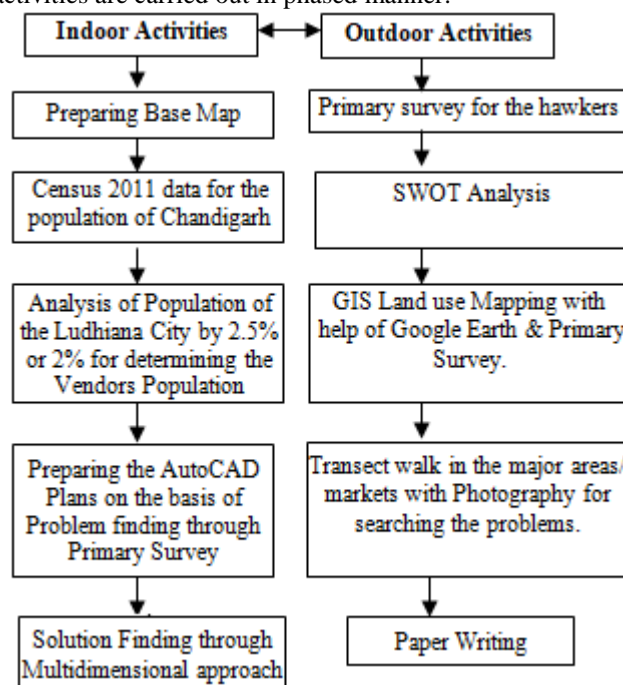 activities are carried out in phased manner:
Indoor Activities
Preparing Base Map
Census 2011 data for the
population of Chandigarh
Analysis of Population of
the Ludhiana City by 2.5%
or 2% for determining the
Vendors Population
Preparing the AutoCAD
Plans on the basis of
Problem finding through
Primary Survey
Solution Finding through
Multidimensional approach
Outdoor Activities
Primary survey for the hawkers
SWOT Analysis
GIS Land use Mapping with
help of Google Earth & Primary
Survey.
Transect walk in the major areas/
markets with Photography for
searching the problems.
Paper Writing